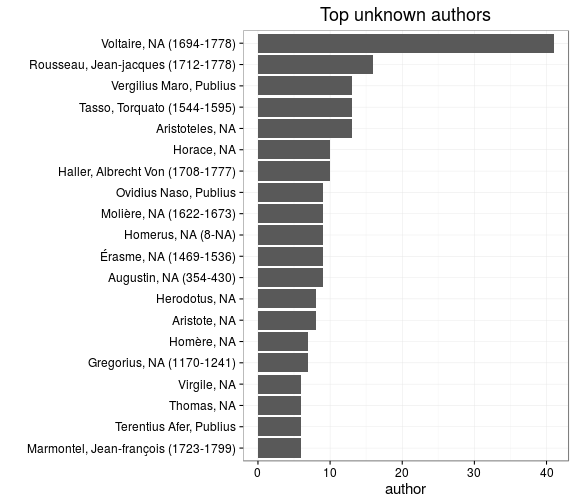 Top unknown authors
Voltaire, NA (1694-1778)
Rousseau, Jean-jacques (1712-1778)
Vergilius Maro, Publius
Tasso, Torquato (1544-1595)
Aristoteles, NA
Horace, NA
Haller, Albrecht Von (1708-1777)
Ovidius Naso, Publius
Molière, NA (1622-1673)
Homerus, NA (8-NA)
Érasme, NA (1469-1536)
Augustin, NA (354-430)
Herodotus, NA
Aristote, NA
Homère, NA
Gregorius, NA (1170-1241)
Virgile, NA
Thomas, NA
Terentius Afer, Publius
Marmontel, Jean-françois (1723-1799)
0 10 20 30 40
author